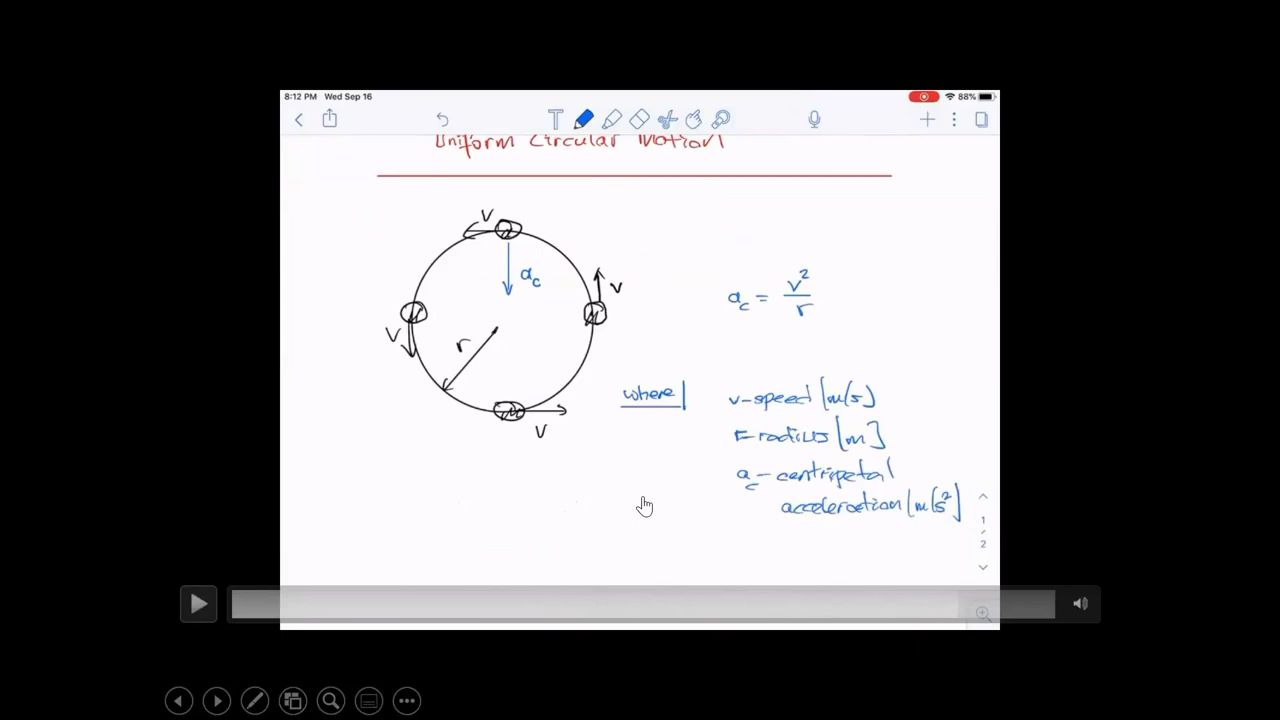 8:12 PM Wed Sep 16
88%
T
Uniform Circular Motion
v
a_c
v
v
r
v
a_c = v²/r
where
v-speed [m/s]
r-radius [m]
a_c - centripetal
acceleration [m/s²]
1
/
2